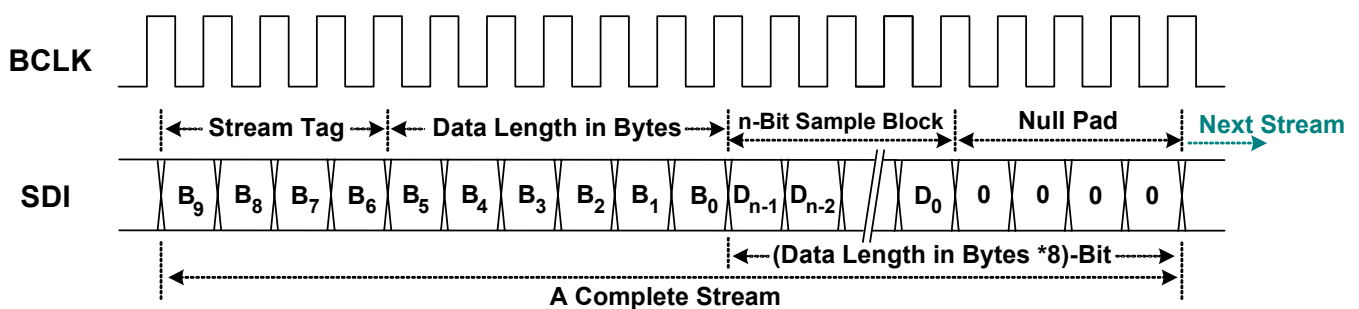 BCLK
Stream Tag
Data Length in Bytes
n-Bit Sample Block
Null Pad
Next Stream
SDI
B9 B8 B7 B6 B5 B4 B3 B2 B1 B0 Dn-1 Dn-2 D0 0 0 0 0
(Data Length in Bytes *8)-Bit
A Complete Stream